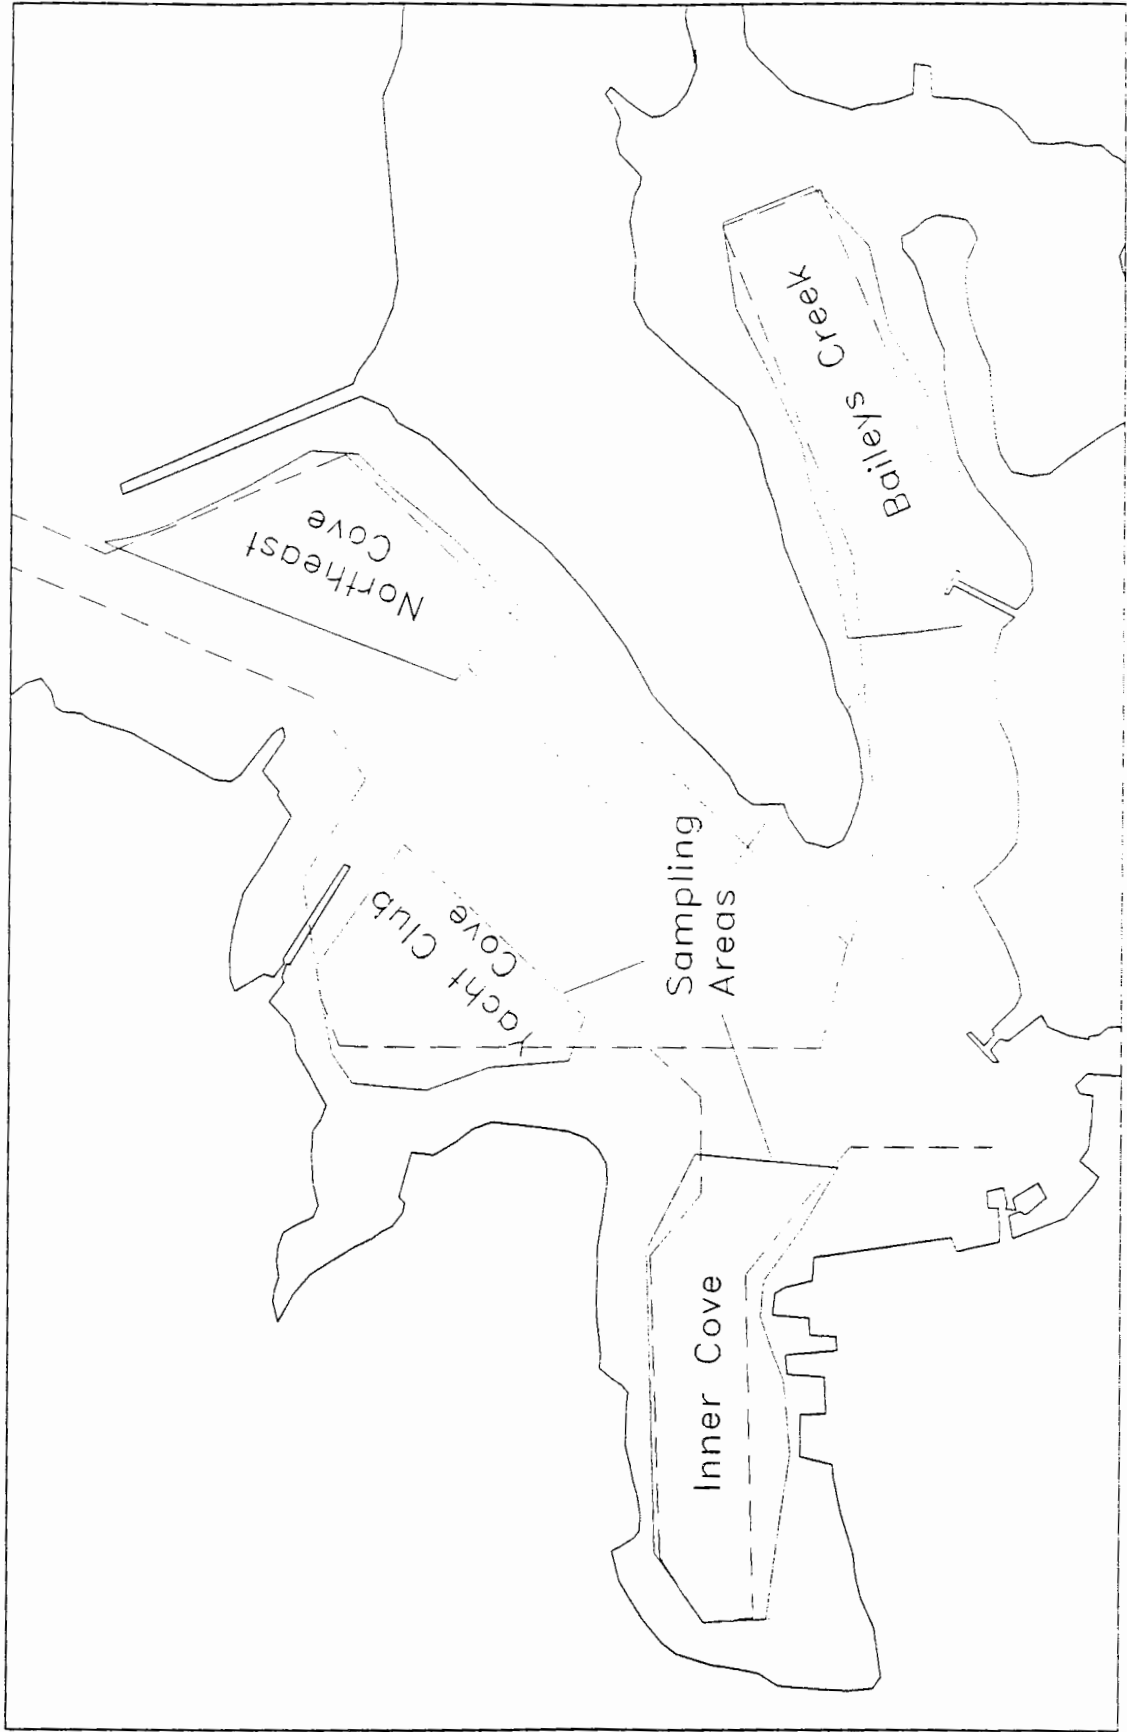 Northeast
Cove
Yacht Club
Cove
Sampling
Areas
Baileys Creek
Inner Cove